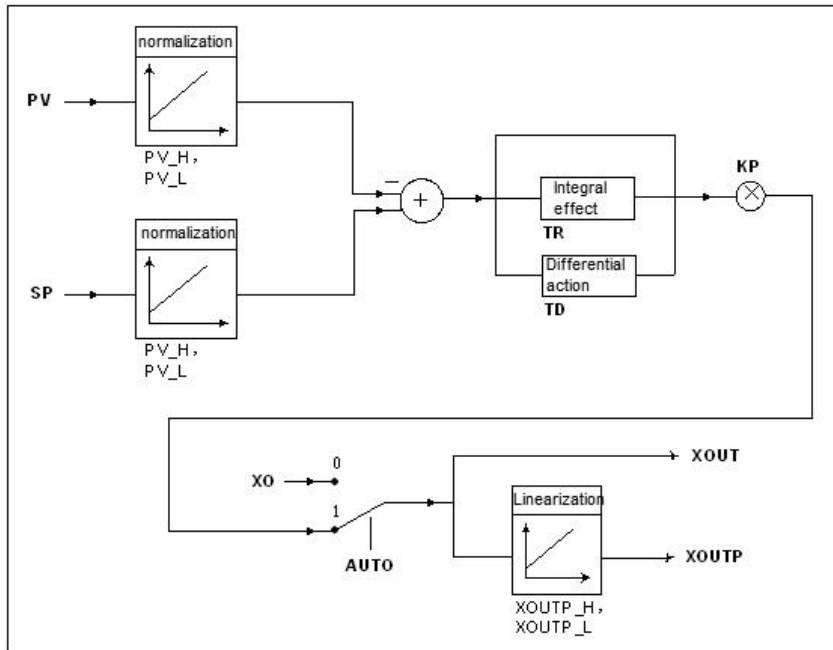 normalization
PV
PV_H,
PV_L
normalization
SP
PV_H,
PV_L
−
+
Integral
effect
TR
Differential
action
TD
KP
XO
0
1
AUTO
XOUT
Linearization
XOUTP
XOUTP_H,
XOUTP_L